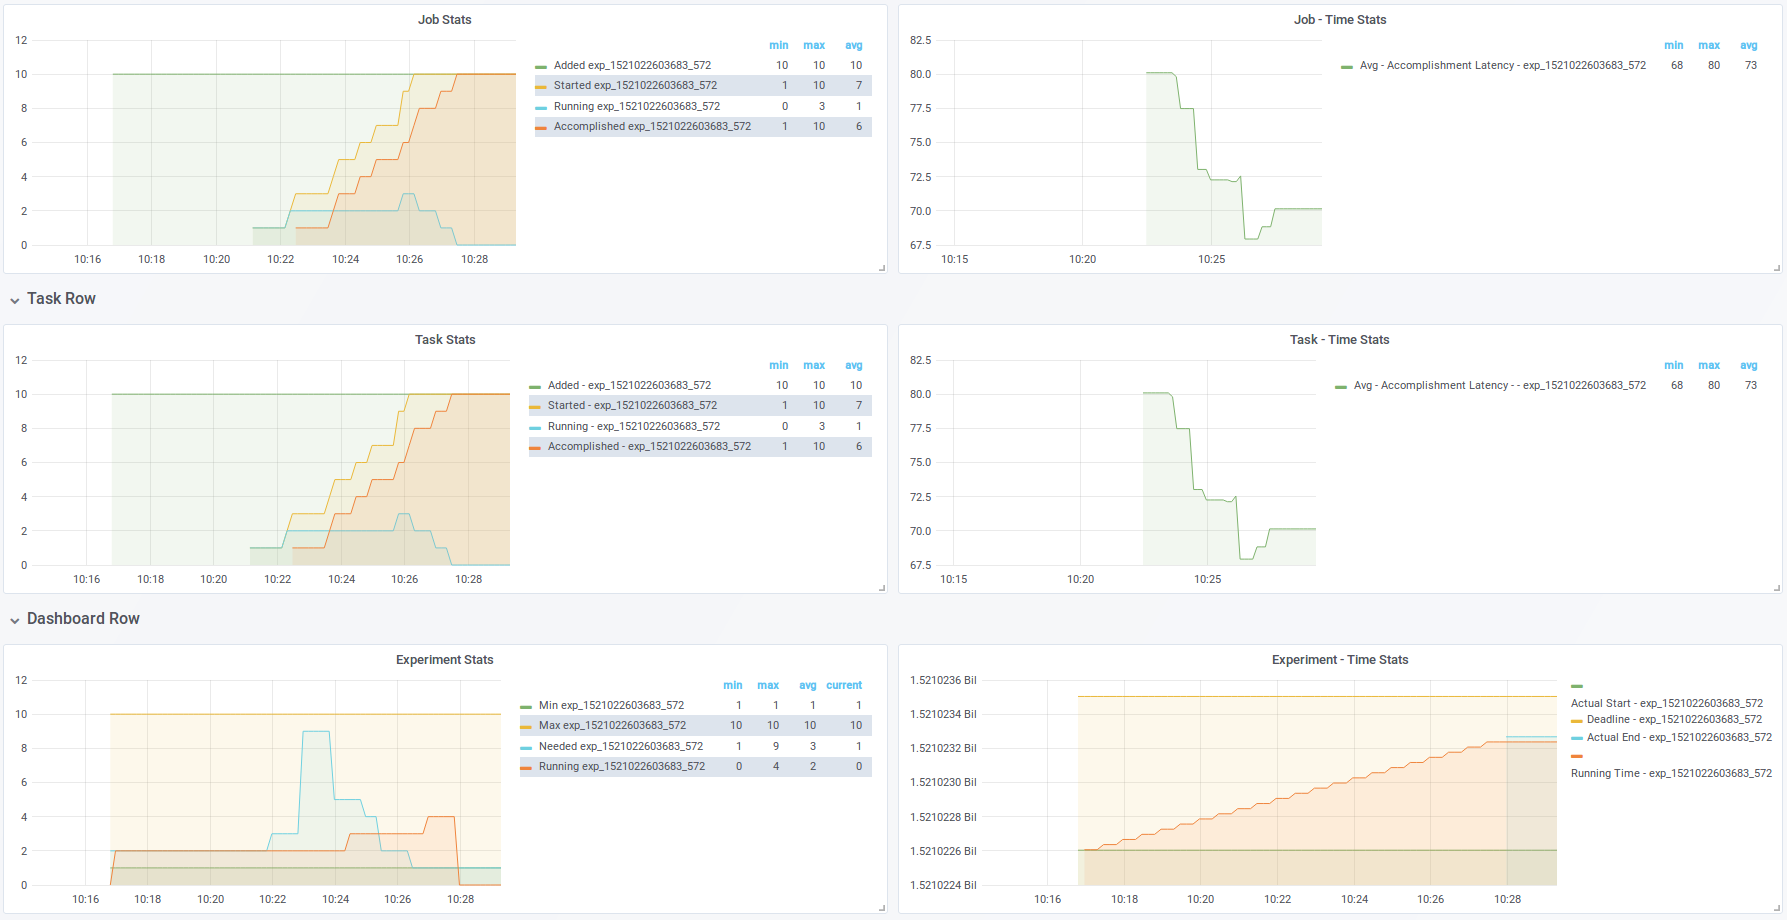 Job Stats
12
10
8
6
4
2
0
10:16 10:18 10:20 10:22 10:24 10:26 10:28
min max avg
Added exp_1521022603683_572 10 10 10
Started exp_1521022603683_572 1 10 7
Running exp_1521022603683_572 0 3 1
Accomplished exp_1521022603683_572 1 10 6
Job - Time Stats
82.5
80.0
77.5
75.0
72.5
70.0
67.5
10:15 10:20 10:25
min max avg
Avg - Accomplishment Latency - exp_1521022603683_572 68 80 73
Task Row
Task Stats
12
10
8
6
4
2
0
10:16 10:18 10:20 10:22 10:24 10:26 10:28
min max avg
Added - exp_1521022603683_572 10 10 10
Started - exp_1521022603683_572 1 10 7
Running - exp_1521022603683_572 0 3 1
Accomplished - exp_1521022603683_572 1 10 6
Task - Time Stats
82.5
80.0
77.5
75.0
72.5
70.0
67.5
10:15 10:20 10:25
min max avg
Avg - Accomplishment Latency - - exp_1521022603683_572 68 80 73
Dashboard Row
Experiment Stats
12
10
8
6
4
2
0
10:16 10:18 10:20 10:22 10:24 10:26 10:28
min max avg current
Min exp_1521022603683_572 1 1 1 1
Max exp_1521022603683_572 10 10 10 10
Needed exp_1521022603683_572 1 9 3 1
Running exp_1521022603683_572 0 4 2 0
Experiment - Time Stats
1.5210236 Bil
1.5210234 Bil
1.5210232 Bil
1.5210230 Bil
1.5210228 Bil
1.5210226 Bil
1.5210224 Bil
10:16 10:18 10:20 10:22 10:24 10:26 10:28
Actual Start - exp_1521022603683_572
Deadline - exp_1521022603683_572
Actual End - exp_1521022603683_572
Running Time - exp_1521022603683_572